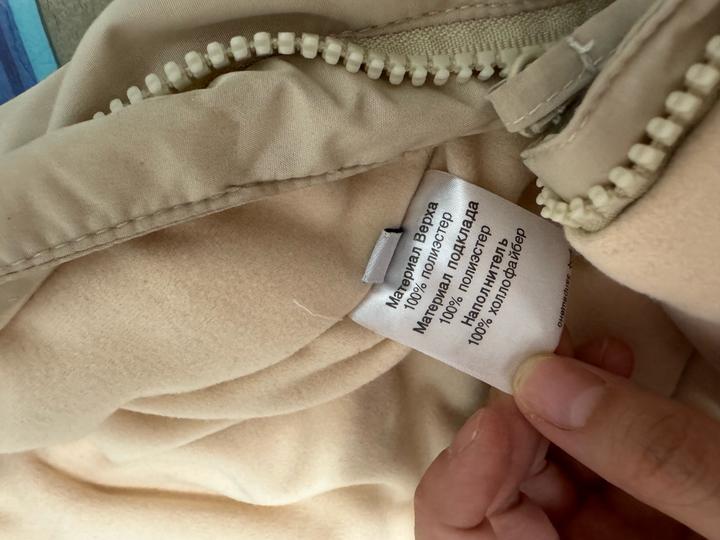 Материал Верха
100% полиэстер
Материал подклада
100% полиэстер
Наполнитель
100% холлофайбер